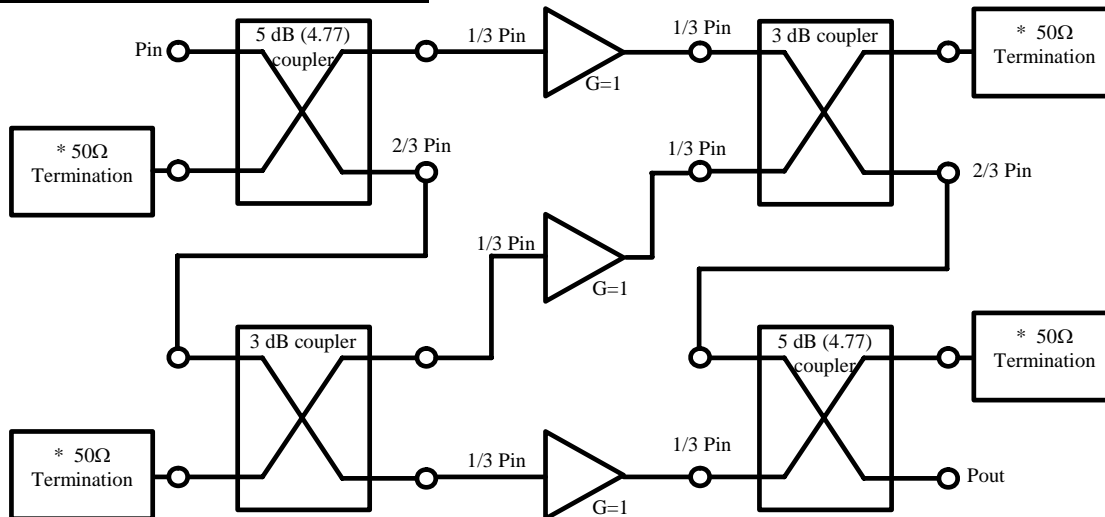 Pin
5 dB (4.77)
coupler
1/3 Pin
G=1
1/3 Pin
3 dB coupler
* 50Ω
Termination
* 50Ω
Termination
2/3 Pin
1/3 Pin
2/3 Pin
1/3 Pin
G=1
3 dB coupler
5 dB (4.77)
coupler
* 50Ω
Termination
* 50Ω
Termination
1/3 Pin
G=1
1/3 Pin
Pout